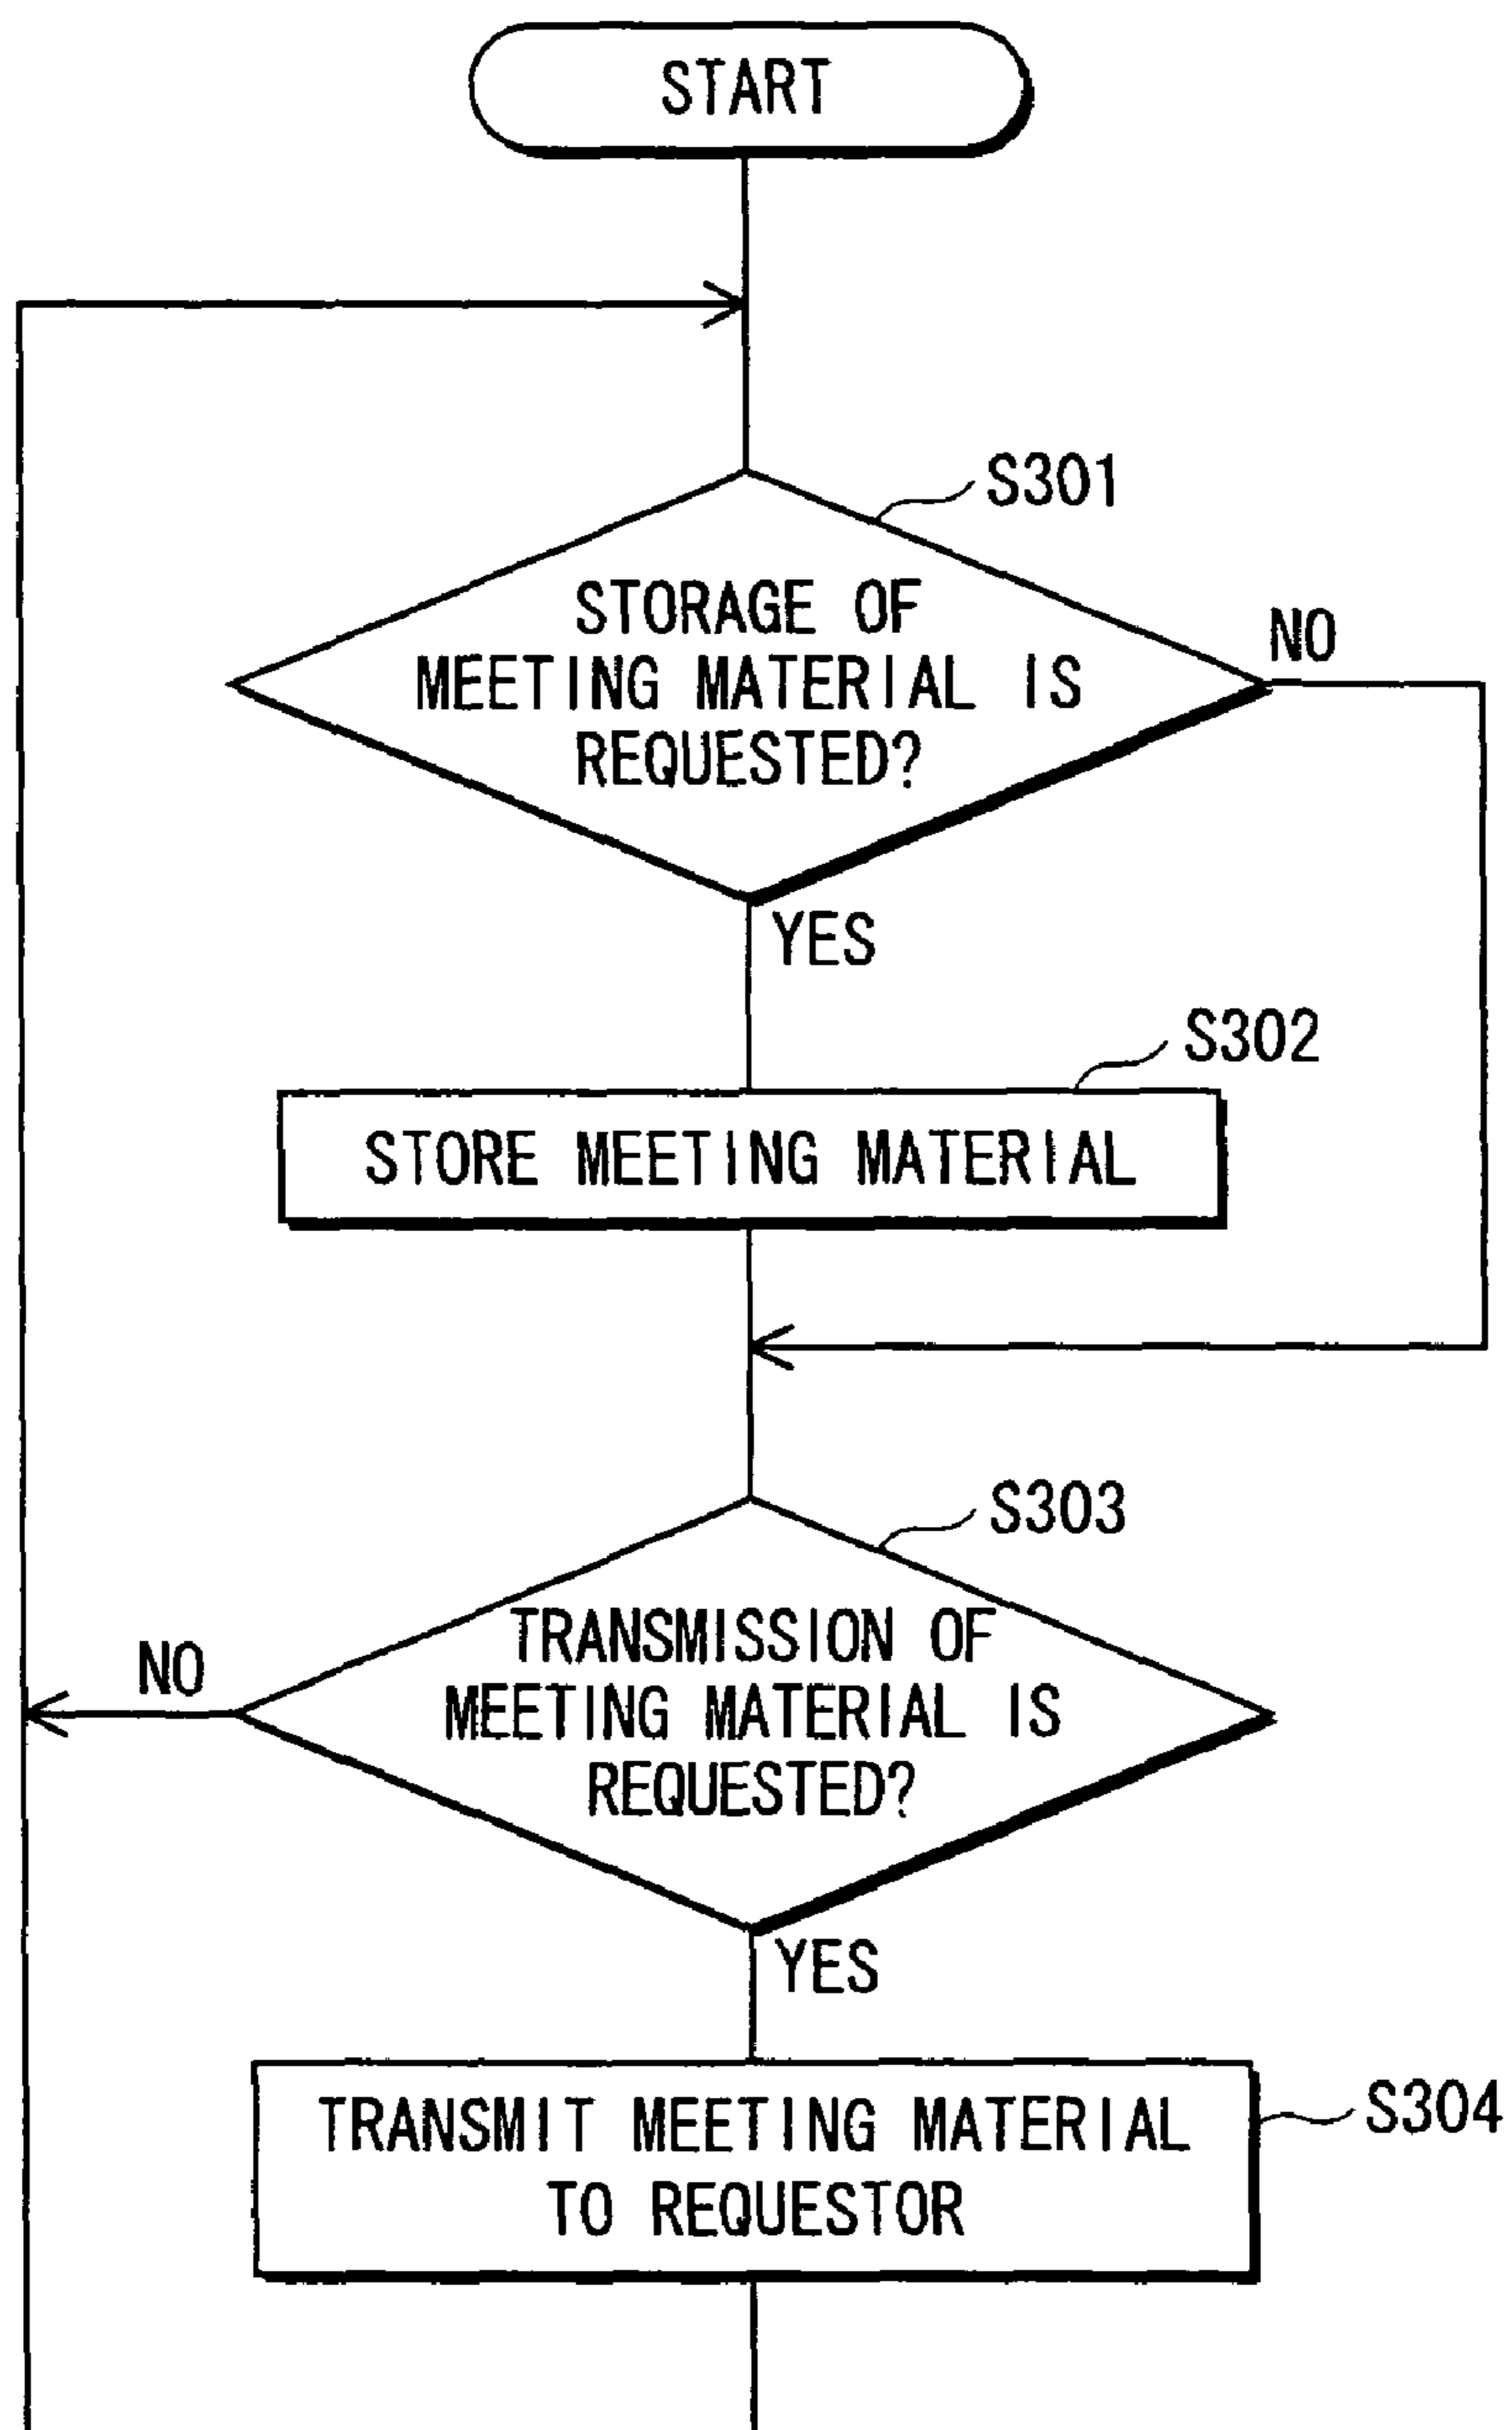 START
S301
STORAGE OF
MEETING MATERIAL IS
REQUESTED?
NO
YES
S302
STORE MEETING MATERIAL
S303
TRANSMISSION OF
MEETING MATERIAL IS
REQUESTED?
NO
YES
TRANSMIT MEETING MATERIAL
TO REQUESTOR
S304